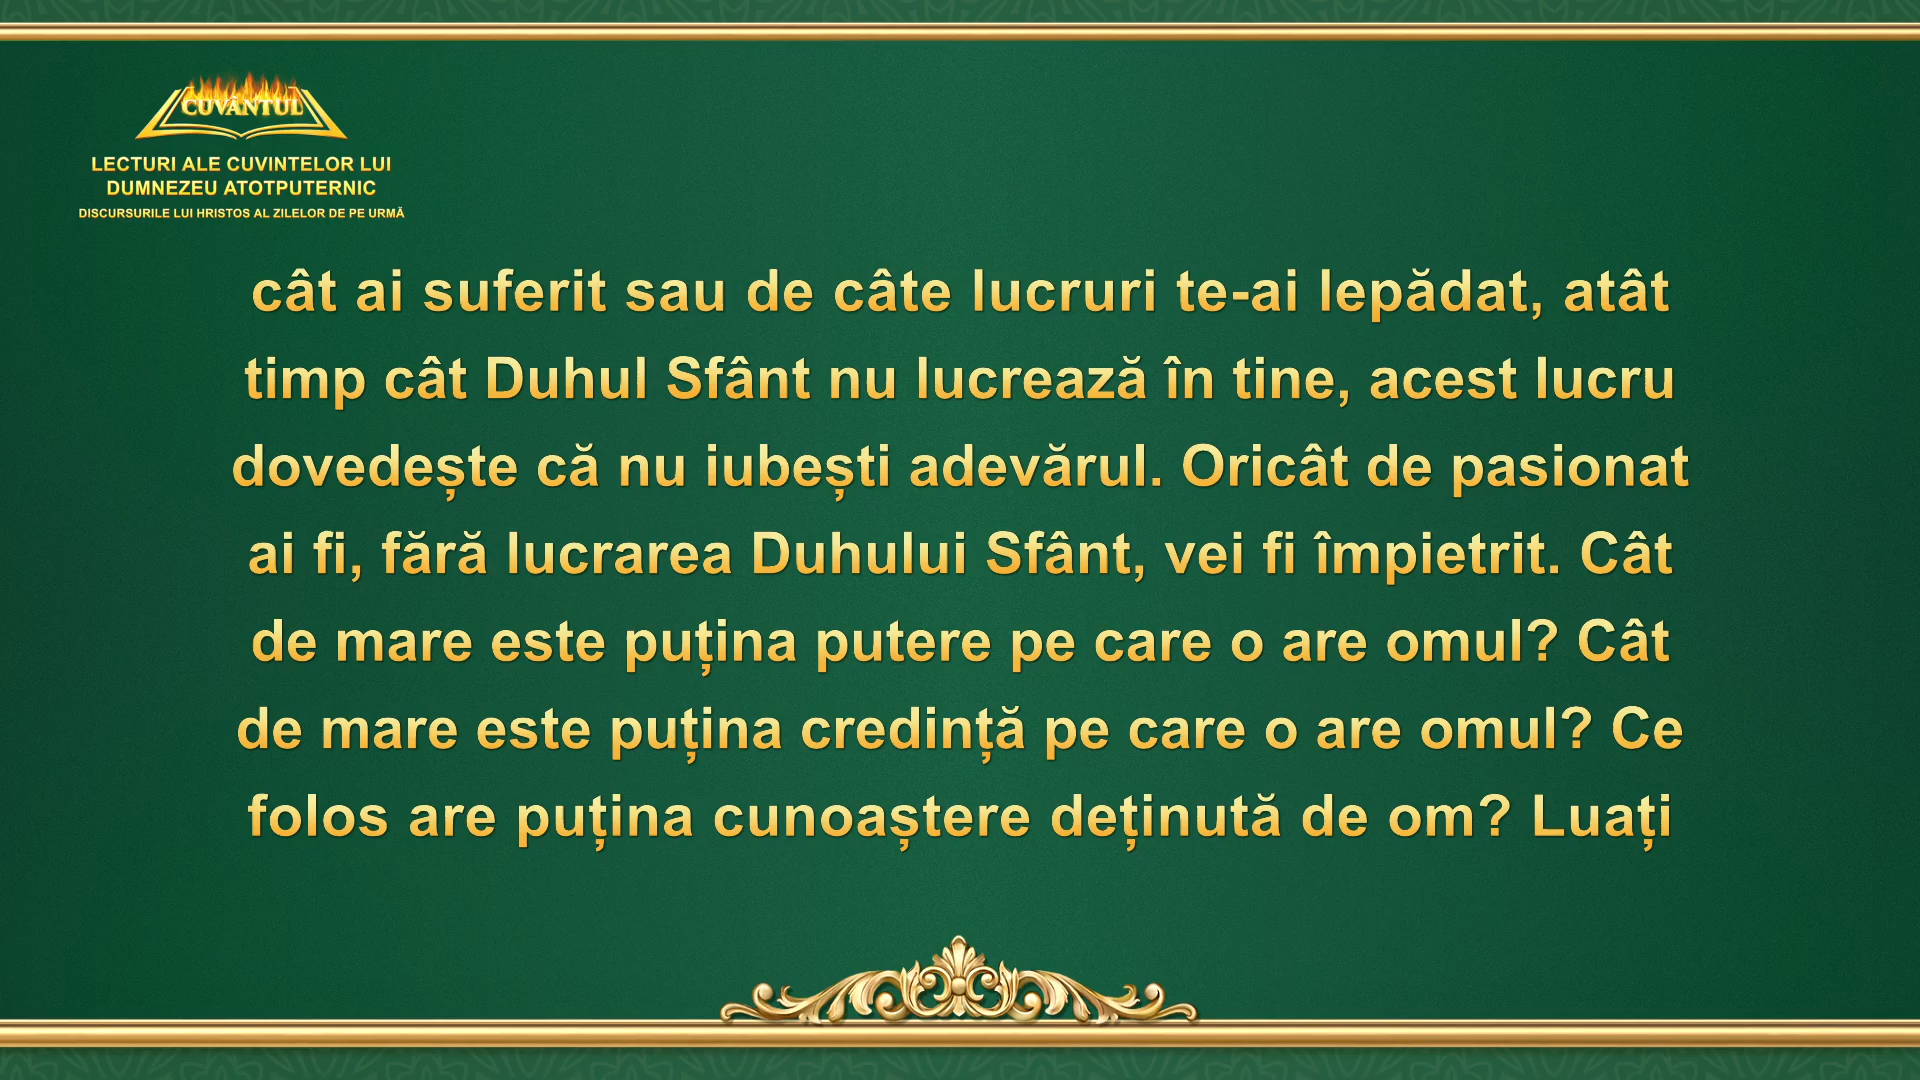 CUVÂNTUL
LECTURI ALE CUVINTELOR LUI
DUMNEZEU ATOTPUTERNIC
DISCURSURILE LUI HRISTOS AL ZILELOR DE PE URMĂ
cât ai suferit sau de câte lucruri te-ai lepădat, atât
timp cât Duhul Sfânt nu lucrează în tine, acest lucru
dovedește că nu iubești adevărul. Oricât de pasionat
ai fi, fără lucrarea Duhului Sfânt, vei fi împietrit. Cât
de mare este puțina putere pe care o are omul? Cât
de mare este puțina credință pe care o are omul? Ce
folos are puțina cunoaștere deținută de om? Luați